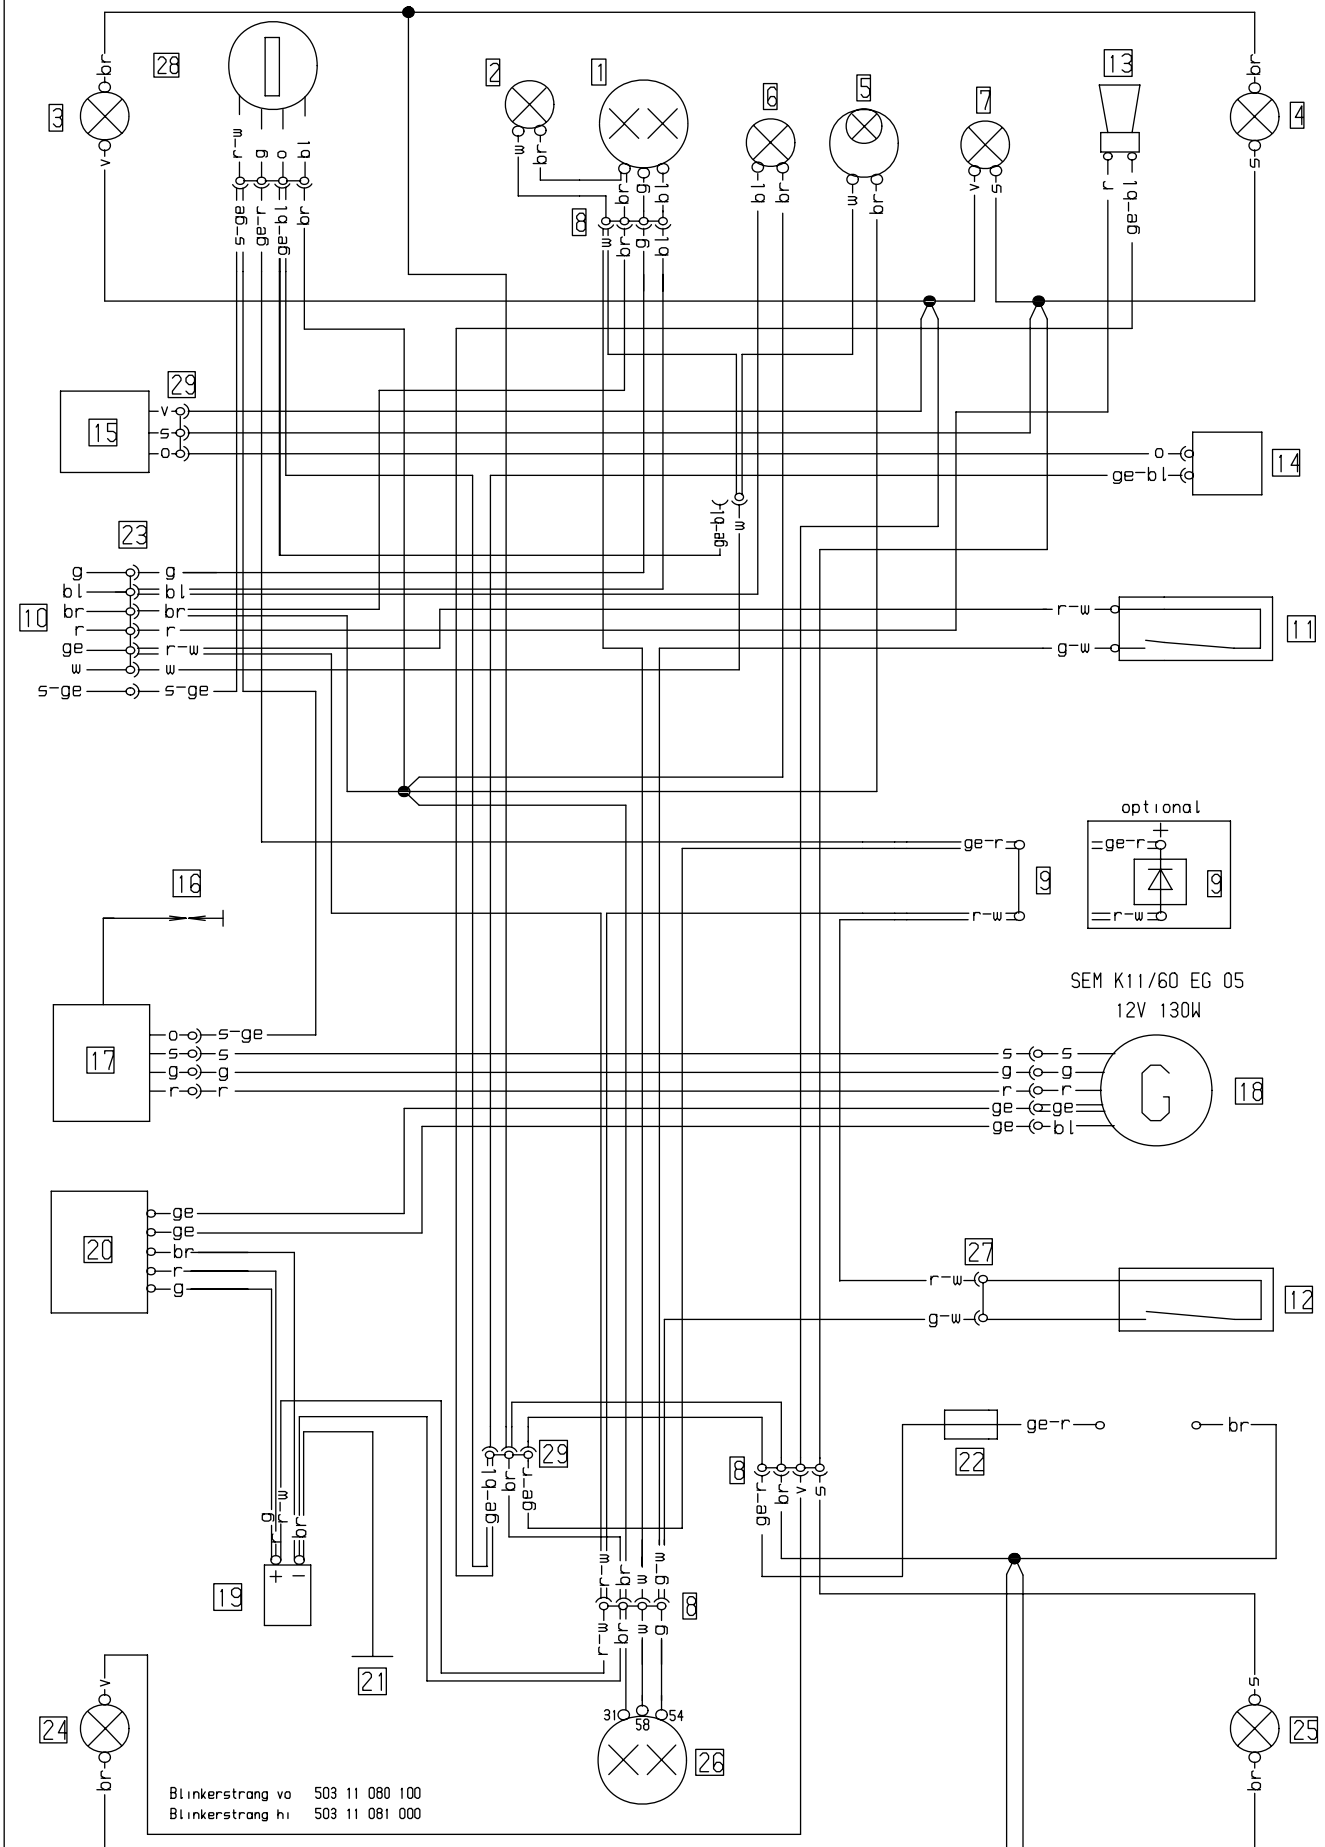 28
2
1
6
5
7
13
3
4
br
v
r-w
g
o
bl
s-ge
ge-r
ge-bl
br
w
br
br
g
bl
8
w
br
g
bl
bl
br
w
br
v
s
r
ge-bl
br
s
29
15
v
s
o
o
14
ge-bl
ge-bl
w
23
10
g g
bl bl
br br
r r
ge r-w
w w
s-ge s-ge
r-w
g-w
11
optional
ge-r
+
ge-r
9
9
r-w
r-w
16
SEM K11/60 EG 05
12V 130W
17
o s-ge
s s
g g
r r
s s
g g
r r
ge ge
ge bl
G
18
20
ge
ge
br
r
g
27
r-w
g-w
12
22
ge-r
br
29
ge-bl
br
ge-r
8
ge-r
br
v
s
g
r
r-w
br
+
-
19
21
r-w
br
w
g-w
8
r-w
br
w
g
31
58
54
26
24
v
br
s
25
br
Blinkerstrang vo 503 11 080 100
Blinkerstrang hi 503 11 081 000